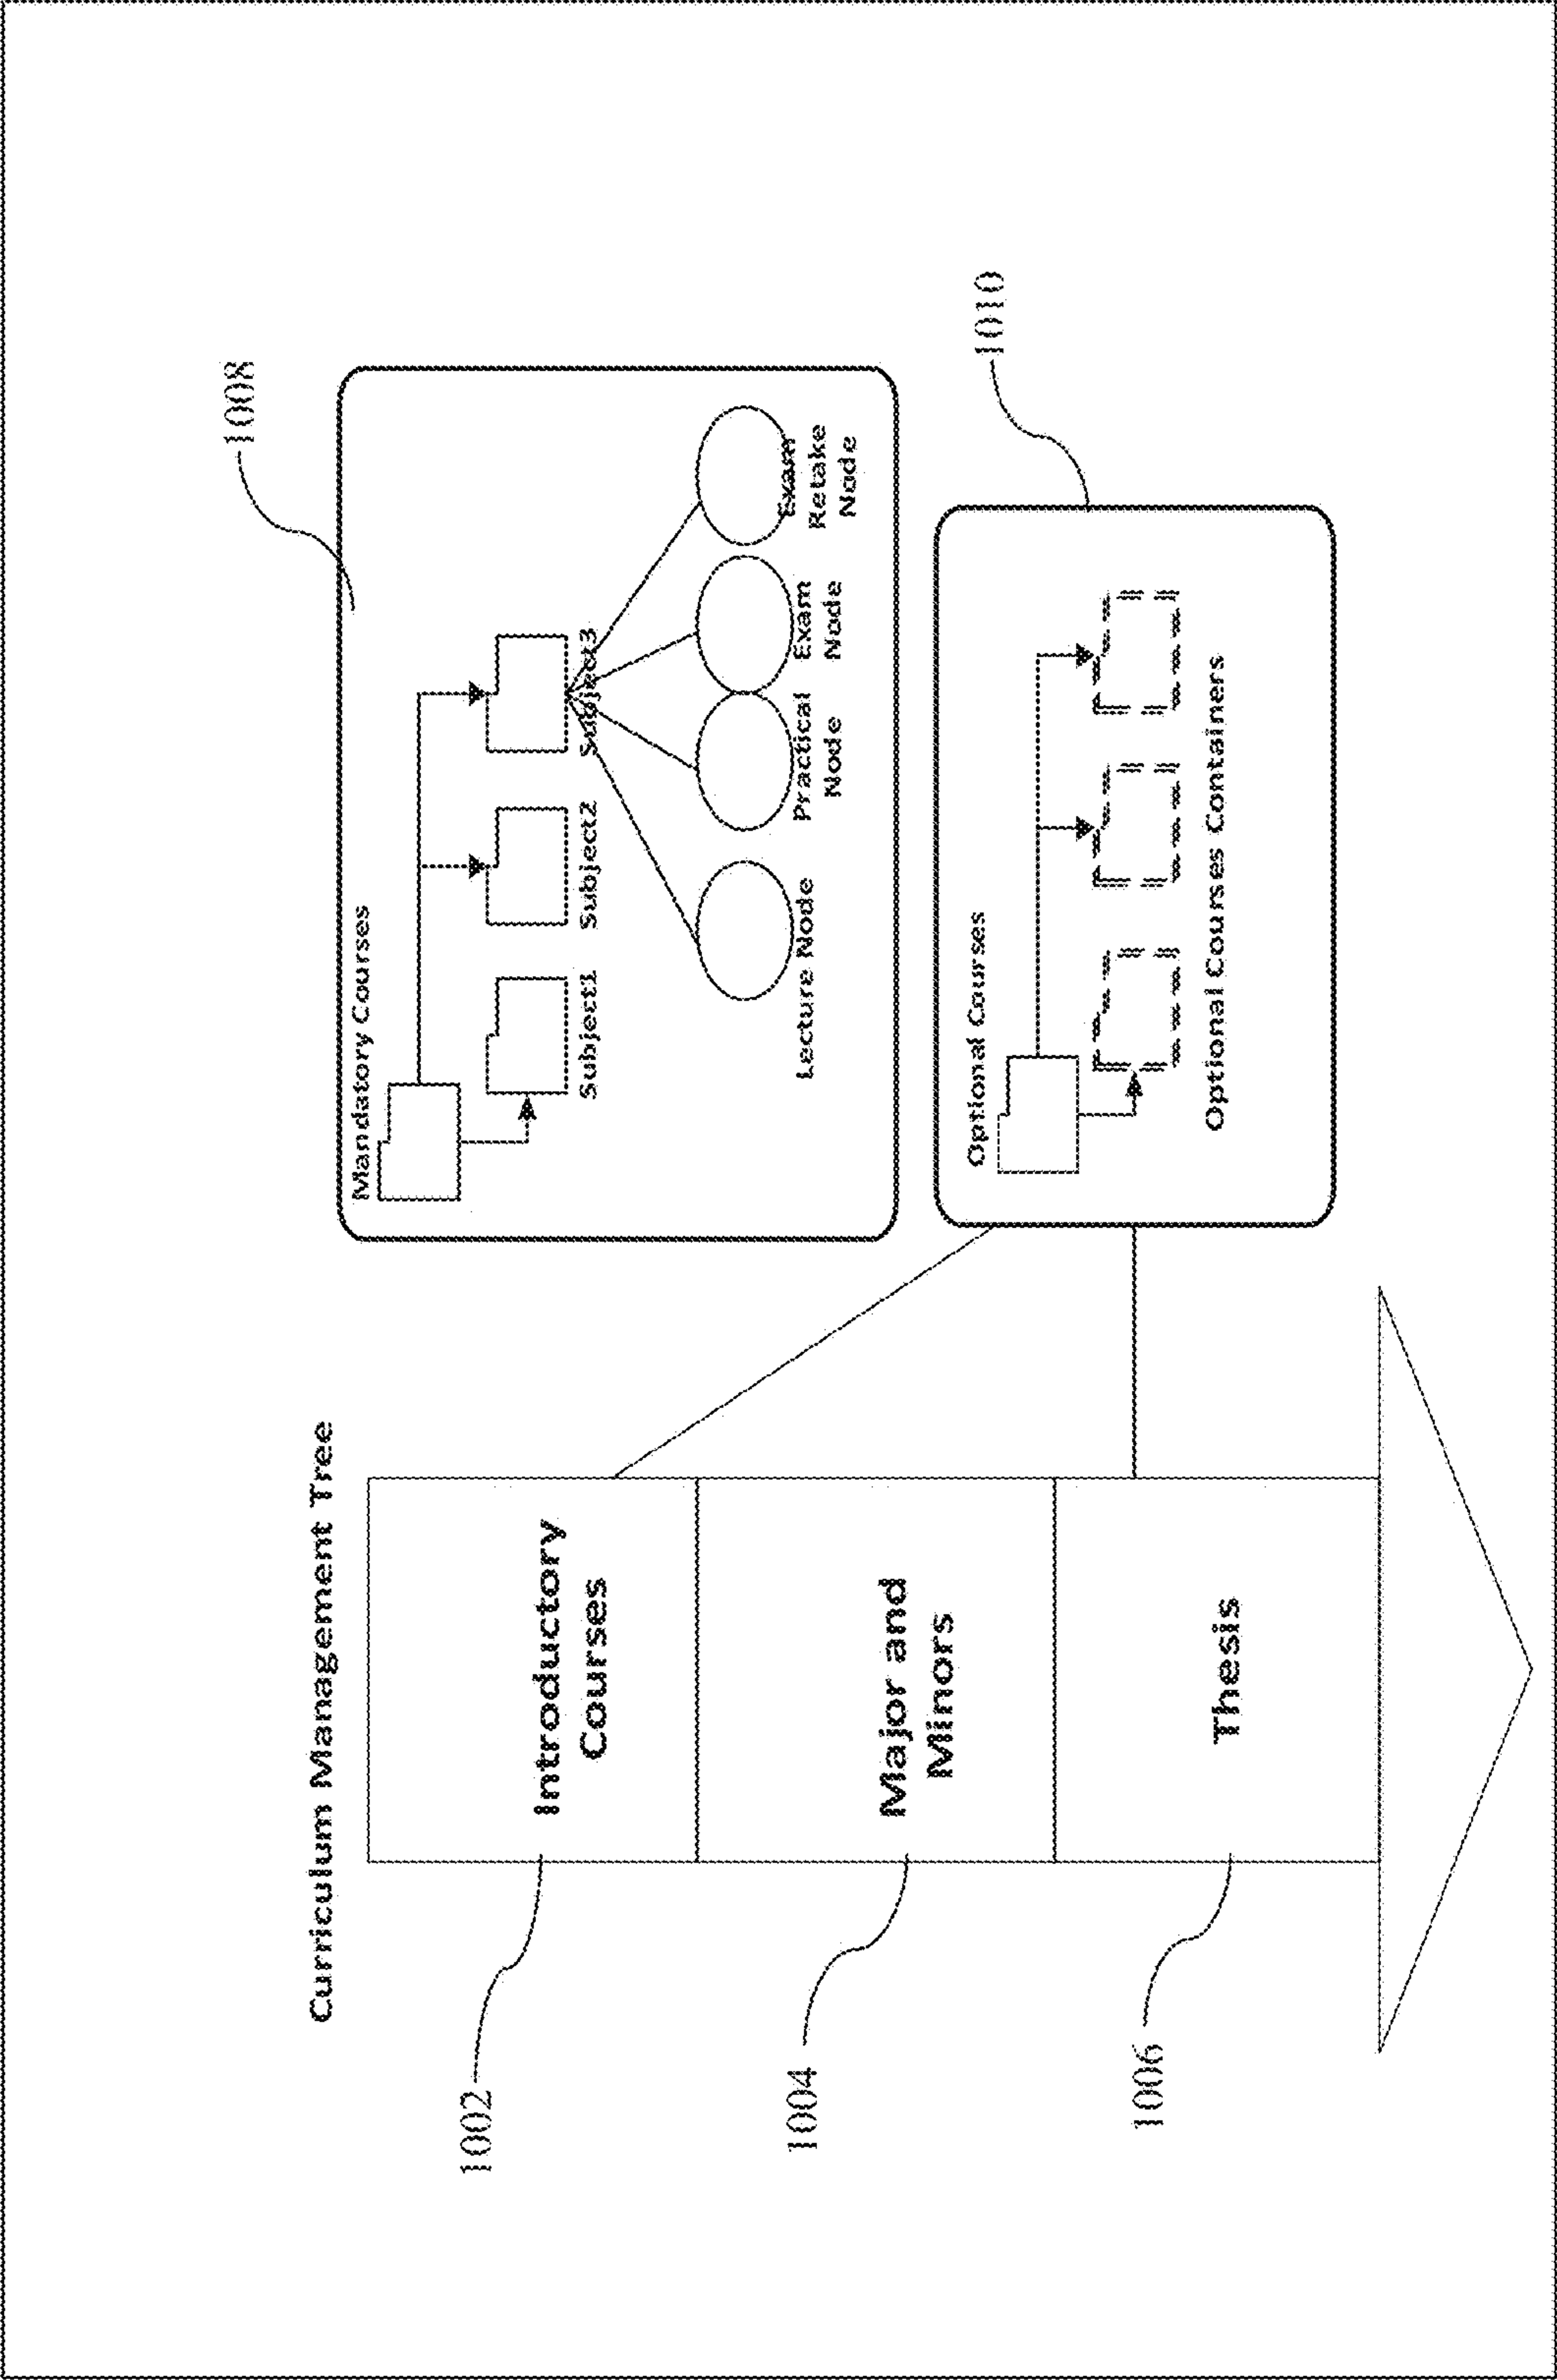 Curriculum Management Tree
1002
Introductory
Courses
1004
Major and
Minors
1006
Thesis
1008
Mandatory Courses
Subject1
Subject2
Subject3
Lecture Node
Practical
Node
Exam
Node
Exam
Retake
Node
1010
Optional Courses
Optional Courses Containers